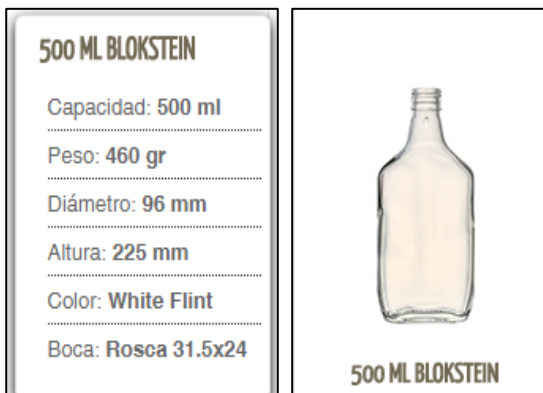 500 ML BLOKSTEIN
Capacidad: 500 ml
Peso: 460 gr
Diámetro: 96 mm
Altura: 225 mm
Color: White Flint
Boca: Rosca 31.5x24
500 ML BLOKSTEIN